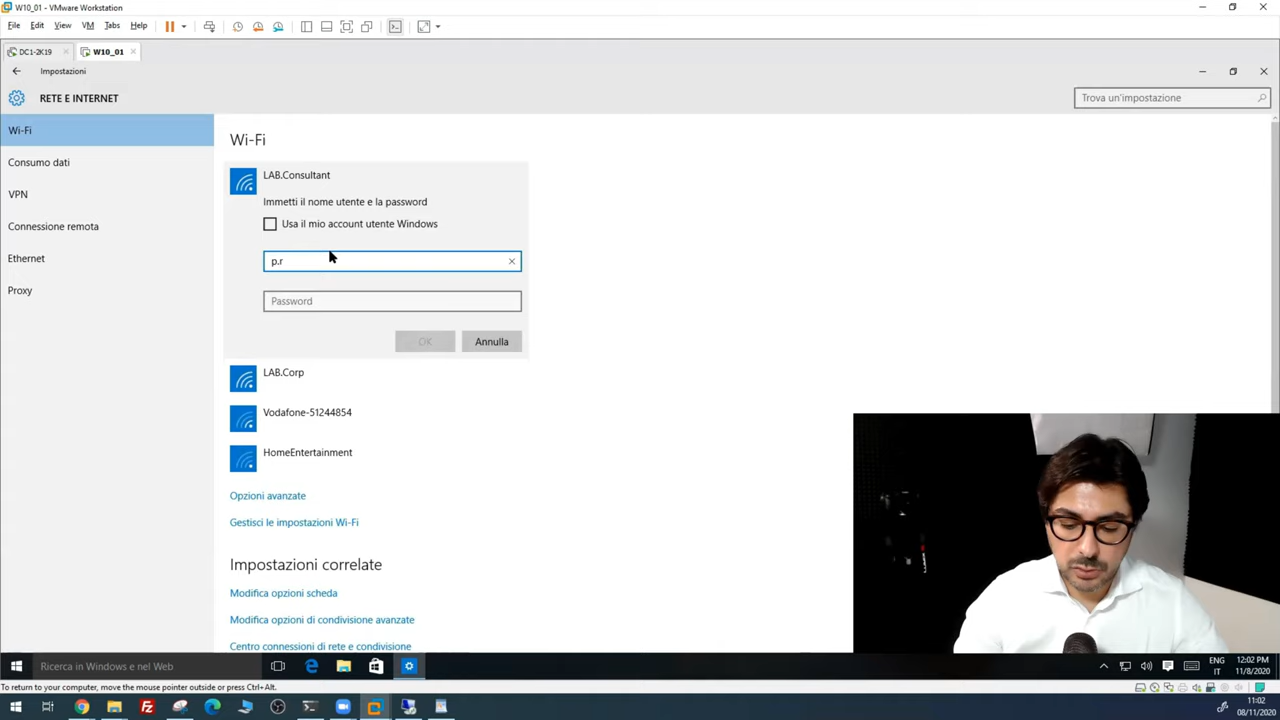 W10_01 - VMware Workstation
File Edit View VM Tabs Help
DC1-2K19 W10_01
Impostazioni
RETE E INTERNET
Trova un'impostazione
Wi-Fi
Consumo dati
VPN
Connessione remota
Ethernet
Proxy
Wi-Fi
LAB.Consultant
Immetti il nome utente e la password
Usa il mio account utente Windows
p.r
Password
OK Annulla
LAB.Corp
Vodafone-51244854
HomeEntertainment
Opzioni avanzate
Gestisci le impostazioni Wi-Fi
Impostazioni correlate
Modifica opzioni scheda
Modifica opzioni di condivisione avanzate
Centro connessioni di rete e condivisione
Ricerca in Windows e nel Web
ENG
IT
12:02 PM
11/8/2020
To return to your computer, move the mouse pointer outside or press Ctrl+Alt.
11:02
08/11/2020